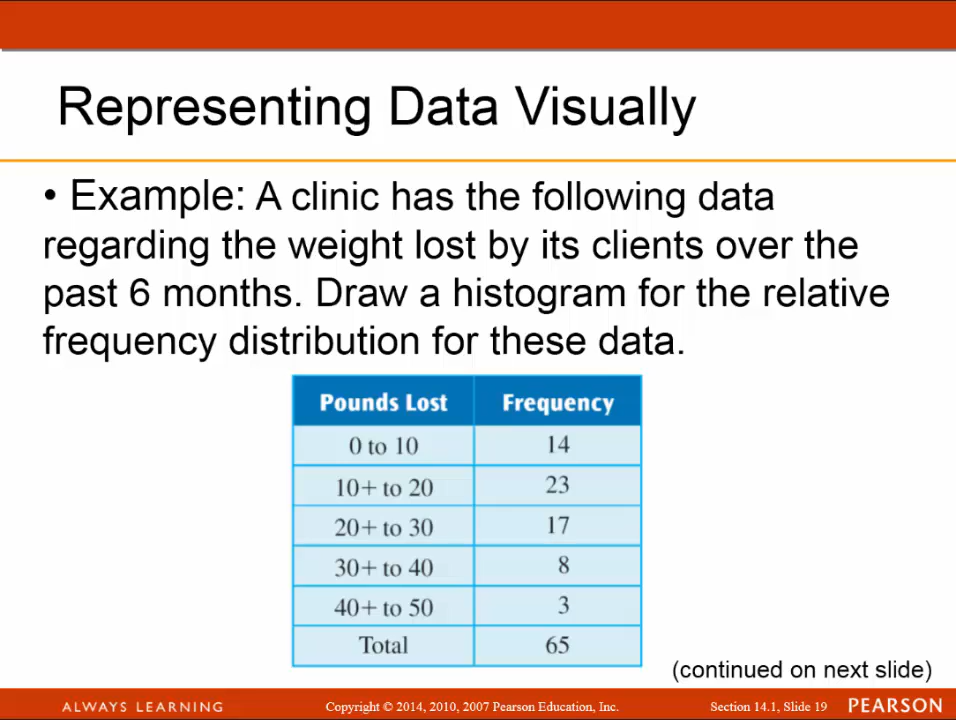 Representing Data Visually
• Example: A clinic has the following data
regarding the weight lost by its clients over the
past 6 months. Draw a histogram for the relative
frequency distribution for these data.
Pounds Lost Frequency
0 to 10 14
10+ to 20 23
20+ to 30 17
30+ to 40 8
40+ to 50 3
Total 65
(continued on next slide)
ALWAYS LEARNING Copyright © 2014, 2010, 2007 Pearson Education, Inc. Section 14.1, Slide 19 PEARSON